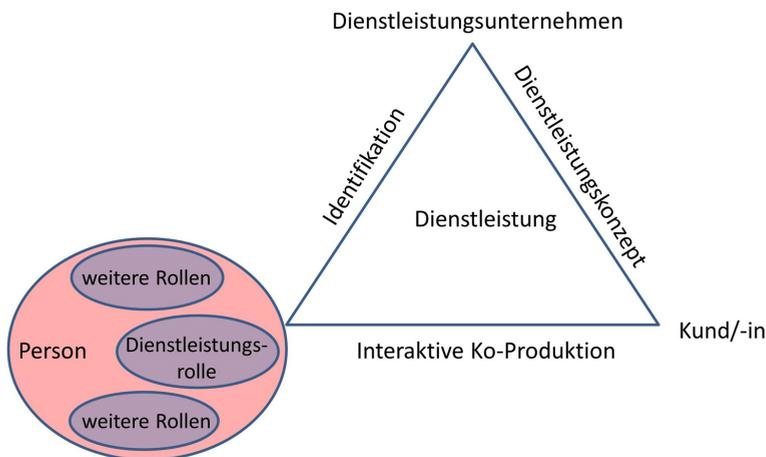 Dienstleistungsunternehmen
Identifikation
Dienstleistungskonzept
Dienstleistung
weitere Rollen
Person
Dienstleistungs-
rolle
weitere Rollen
Interaktive Ko-Produktion
Kund/-in